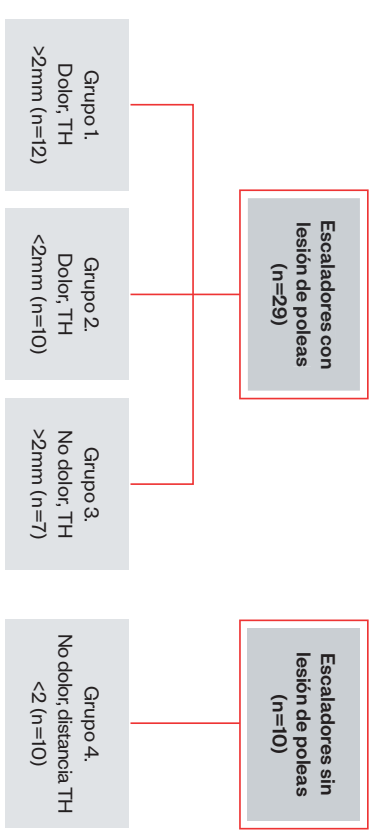 Escaladores con
lesión de poleas
(n=29)
Escaladores sin
lesión de poleas
(n=10)
Grupo 1.
Dolor, TH
>2mm (n=12)
Grupo 2.
Dolor, TH
<2mm (n=10)
Grupo 3.
No dolor, TH
>2mm (n=7)
Grupo 4.
No dolor, distancia TH
<2 (n=10)